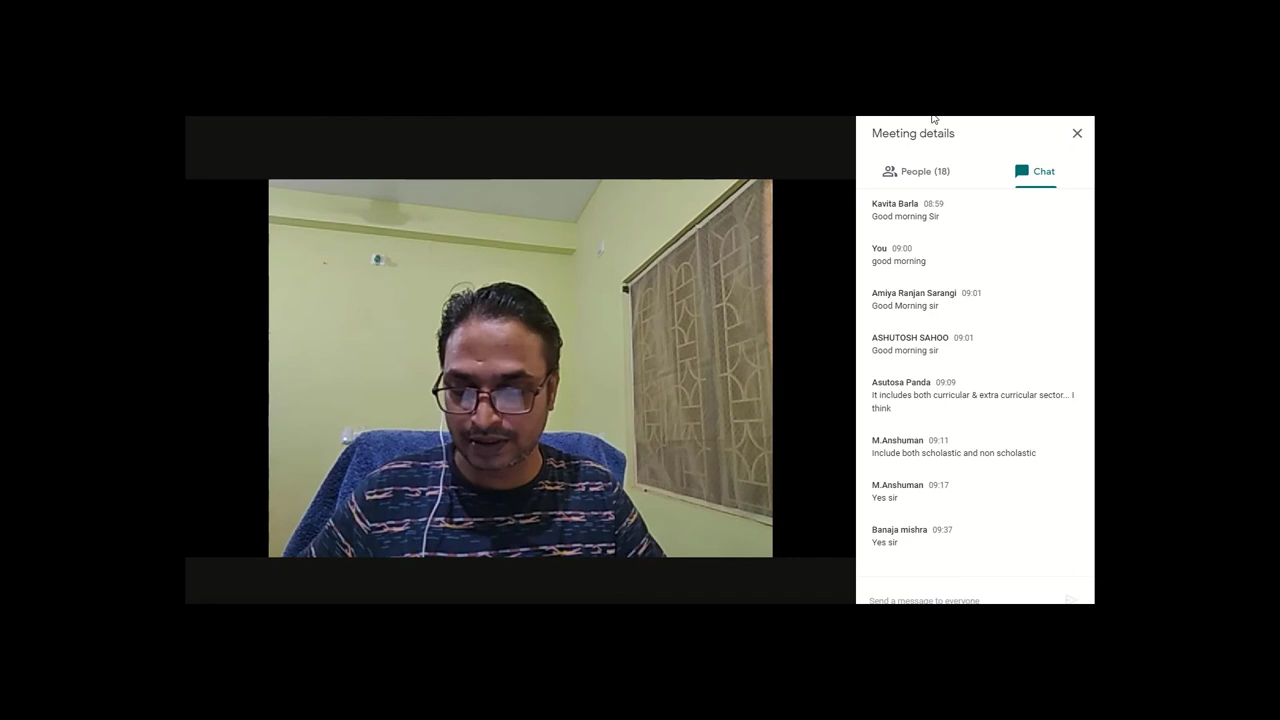 Meeting details
People (18)
Chat
Kavita Barla 08:59
Good morning Sir
You 09:00
good morning
Amiya Ranjan Sarangi 09:01
Good Morning sir
ASHUTOSH SAHOO 09:01
Good morning sir
Asutosa Panda 09:09
It includes both curricular & extra curricular sector... I
think
M.Anshuman 09:11
Include both scholastic and non scholastic
M.Anshuman 09:17
Yes sir
Banaja mishra 09:37
Yes sir
Send a message to everyone